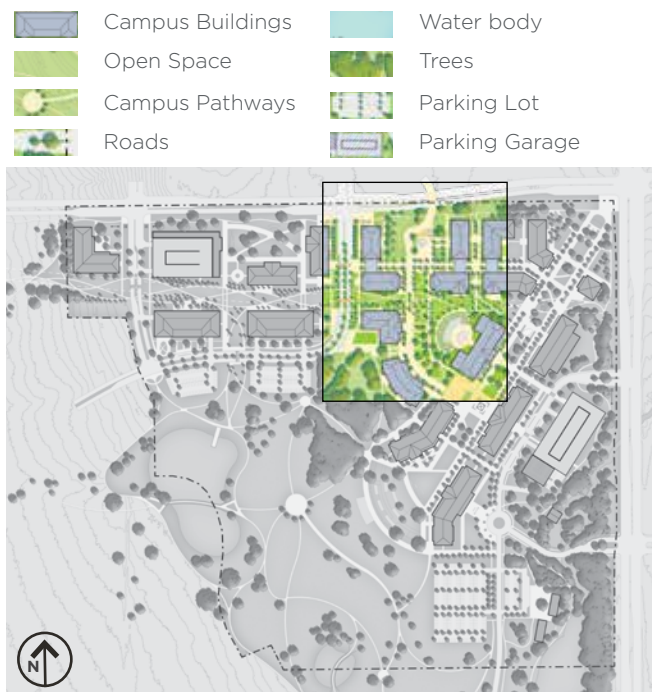 Campus Buildings
Open Space
Campus Pathways
Roads
Water body
Trees
Parking Lot
Parking Garage
N